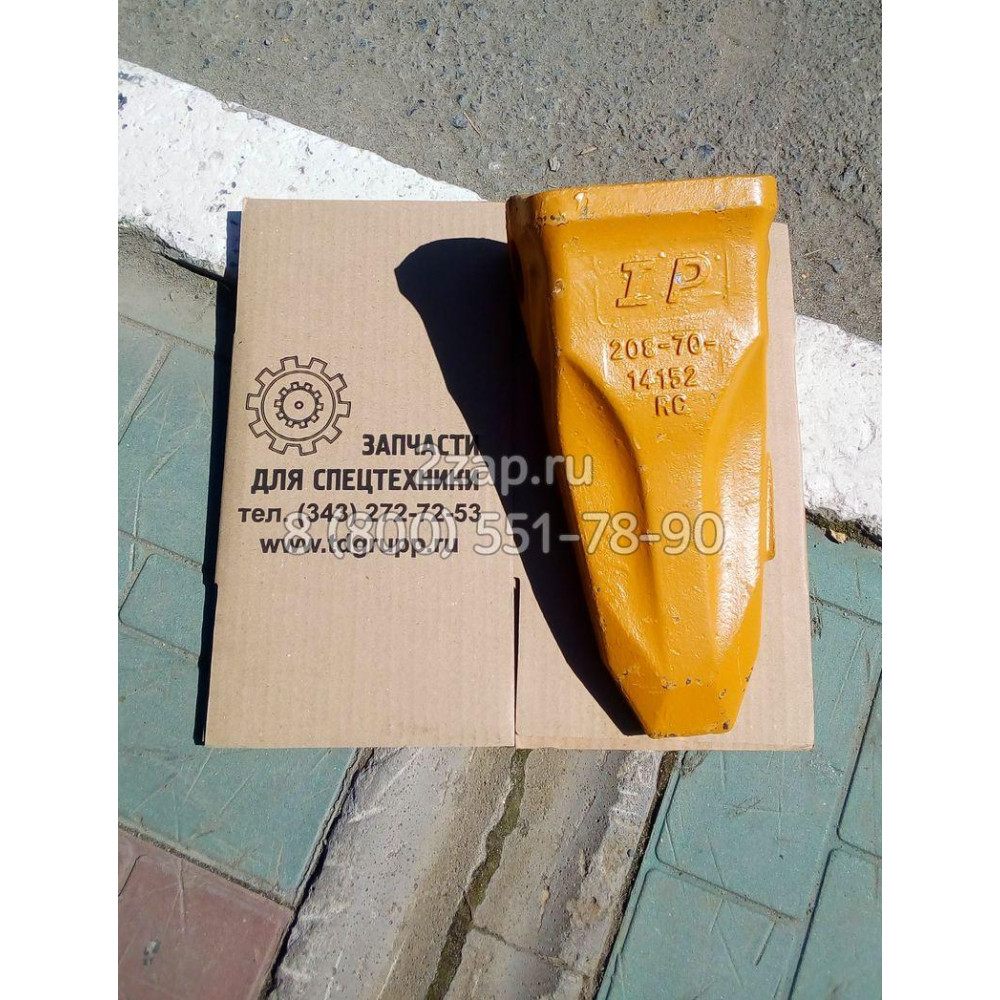 IP
208-70-
14152
RC
ЗАПЧАСТИ
ДЛЯ СПЕЦТЕХНИКИ
тел. (343) 272-72-53
www.tdgrupp.ru
2zap.ru
8 (800) 551-78-90